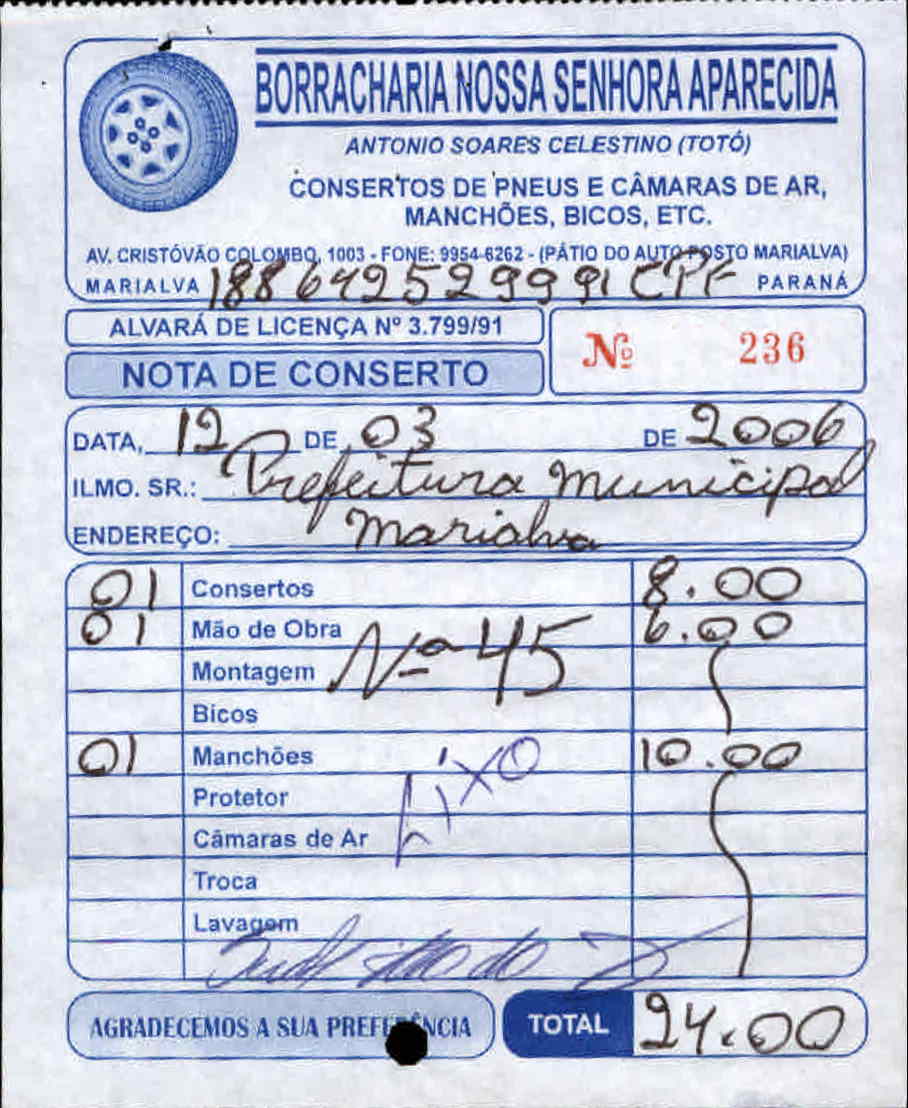 BORRACHARIA NOSSA SENHORA APARECIDA
ANTONIO SOARES CELESTINO (TOTÓ)
CONSERTOS DE PNEUS E CÂMARAS DE AR,
MANCHÕES, BICOS, ETC.
AV. CRISTÓVÃO COLOMBO, 1003 - FONE: 9954-6262 - (PÁTIO DO AUTO POSTO MARIALVA)
MARIALVA 18864252999 CPF PARANÁ
ALVARÁ DE LICENÇA Nº 3.799/91
Nº 236
NOTA DE CONSERTO
DATA, 12 DE 03 DE 2006
ILMO. SR.: Prefeitura Municipal
ENDEREÇO: Marialva
01 Consertos 8.00
01 Mão de Obra 6.00
Nº 45
Montagem
Bicos
01 Manchões 10.00
Protetor
Câmaras de Ar
Troca
Lavagem
AGRADECEMOS A SUA PREFERÊNCIA
TOTAL 24.00